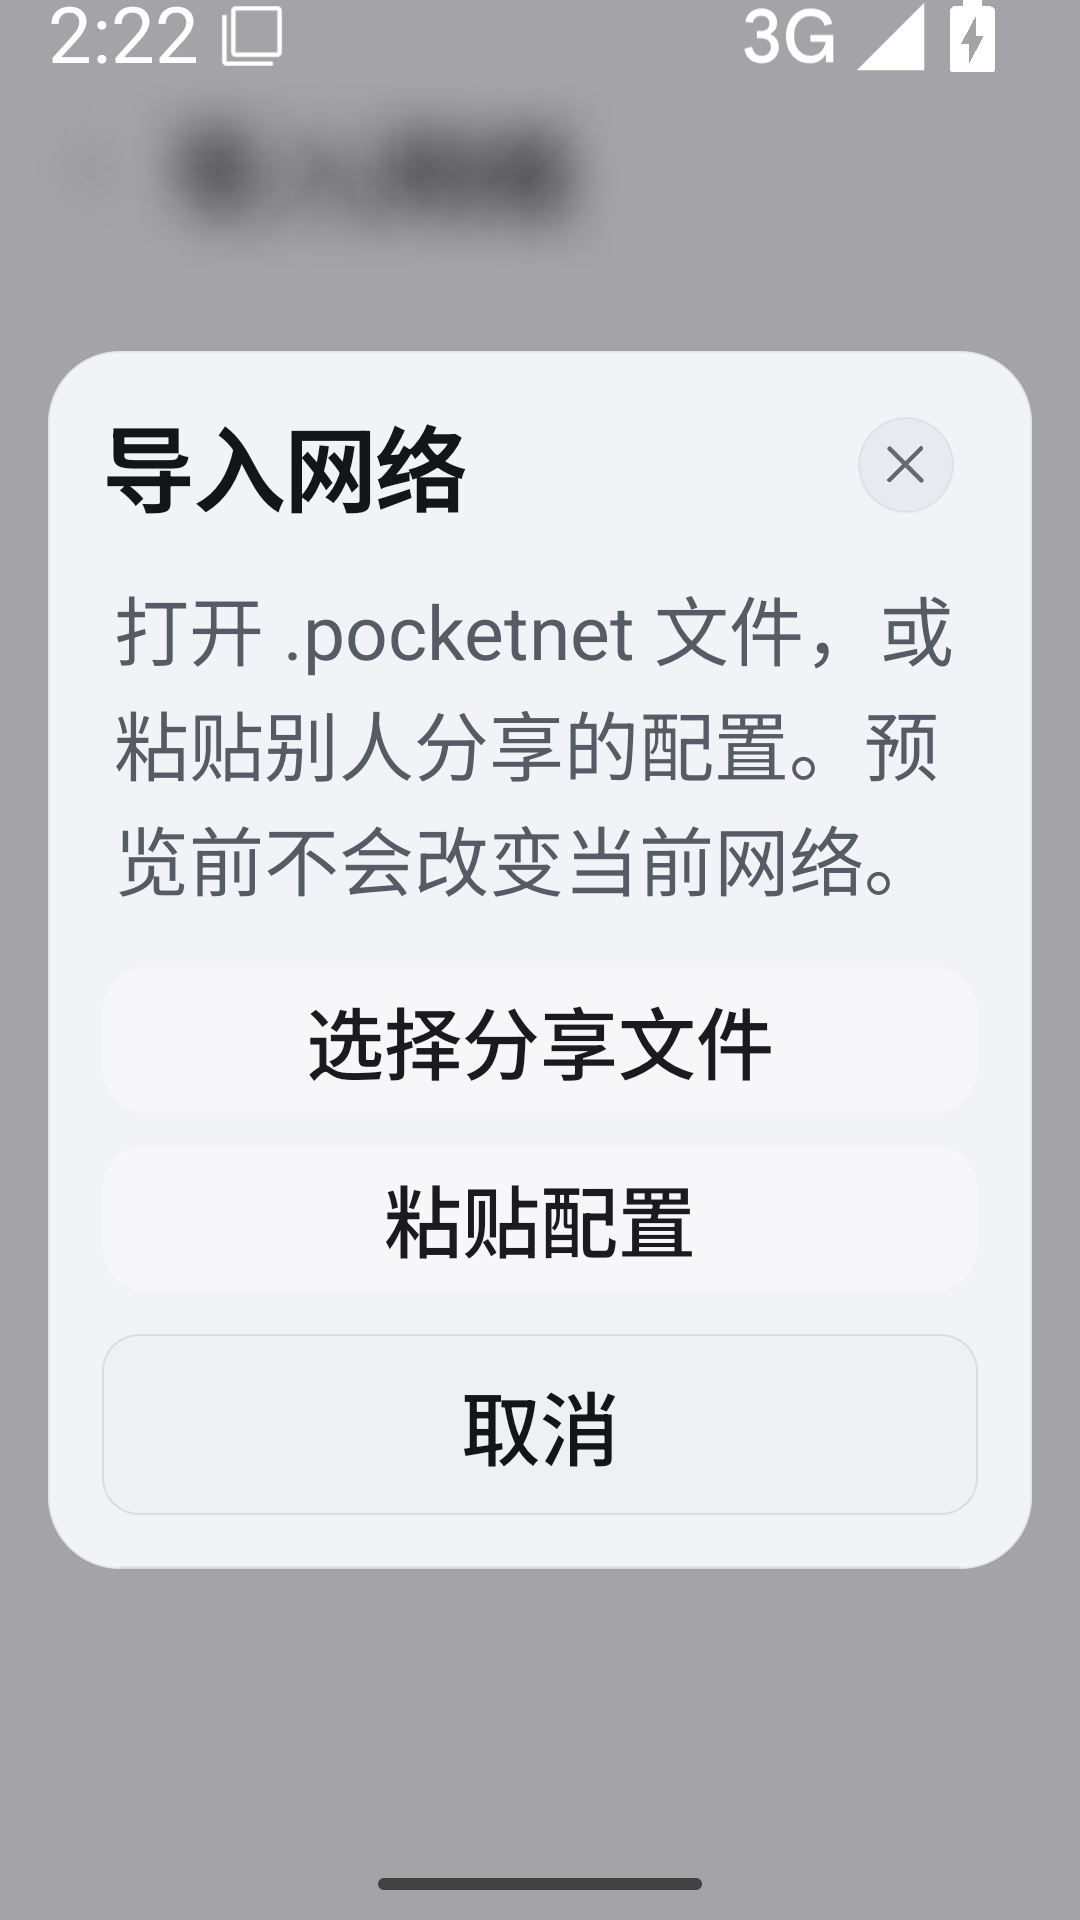 2:22
3G
导入网络
打开 .pocketnet 文件，或
粘贴别人分享的配置。预
览前不会改变当前网络。
选择分享文件
粘贴配置
取消